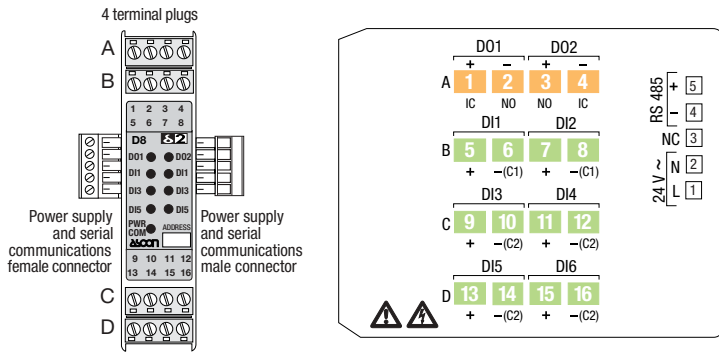 4 terminal plugs
A
B
1 2 3 4
5 6 7 8
D8 SI2
DO1 DO2
DI1 DI1
DI3 DI3
DI5 DI5
PWR
COM
ADDRESS
ascon
9 10 11 12
13 14 15 16
C
D
Power supply
and serial
communications
female connector
Power supply
and serial
communications
male connector
DO1 DO2
+ − + −
A 1 2 3 4
IC NO NO IC
DI1 DI2
B 5 6 7 8
+ −(C1) + −(C1)
DI3 DI4
C 9 10 11 12
+ −(C2) + −(C2)
DI5 DI6
D 13 14 15 16
+ −(C2) + −(C2)
RS 485
+ 5
− 4
NC 3
24 V ~
N 2
L 1